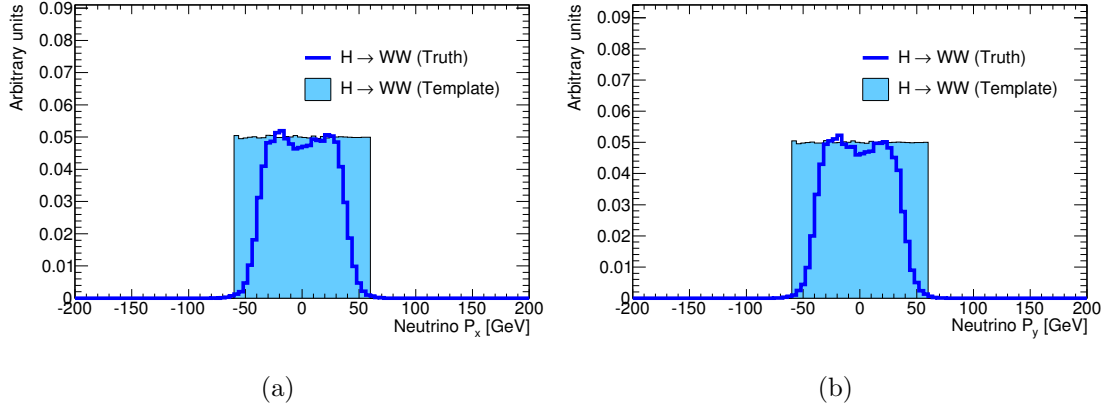 Arbitrary units
0.09
0.08
0.07
0.06
0.05
0.04
0.03
0.02
0.01
0
H → WW (Truth)
H → WW (Template)
-200 -150 -100 -50 0 50 100 150 200
Neutrino Px [GeV]
(a)
Arbitrary units
0.09
0.08
0.07
0.06
0.05
0.04
0.03
0.02
0.01
0
H → WW (Truth)
H → WW (Template)
-200 -150 -100 -50 0 50 100 150 200
Neutrino Py [GeV]
(b)